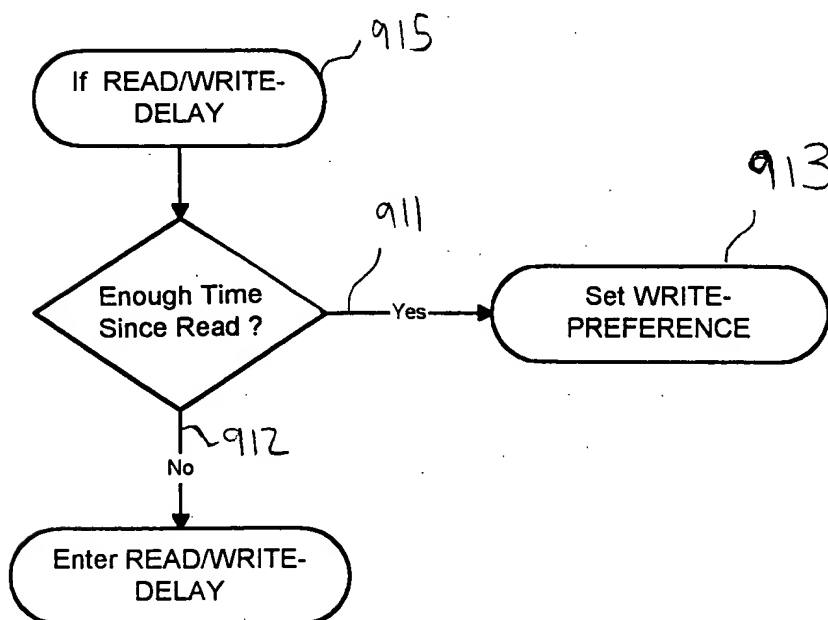 915
If READ/WRITE-
DELAY
913
911
Enough Time
Since Read ?
Yes
Set WRITE-
PREFERENCE
912
No
Enter READ/WRITE-
DELAY